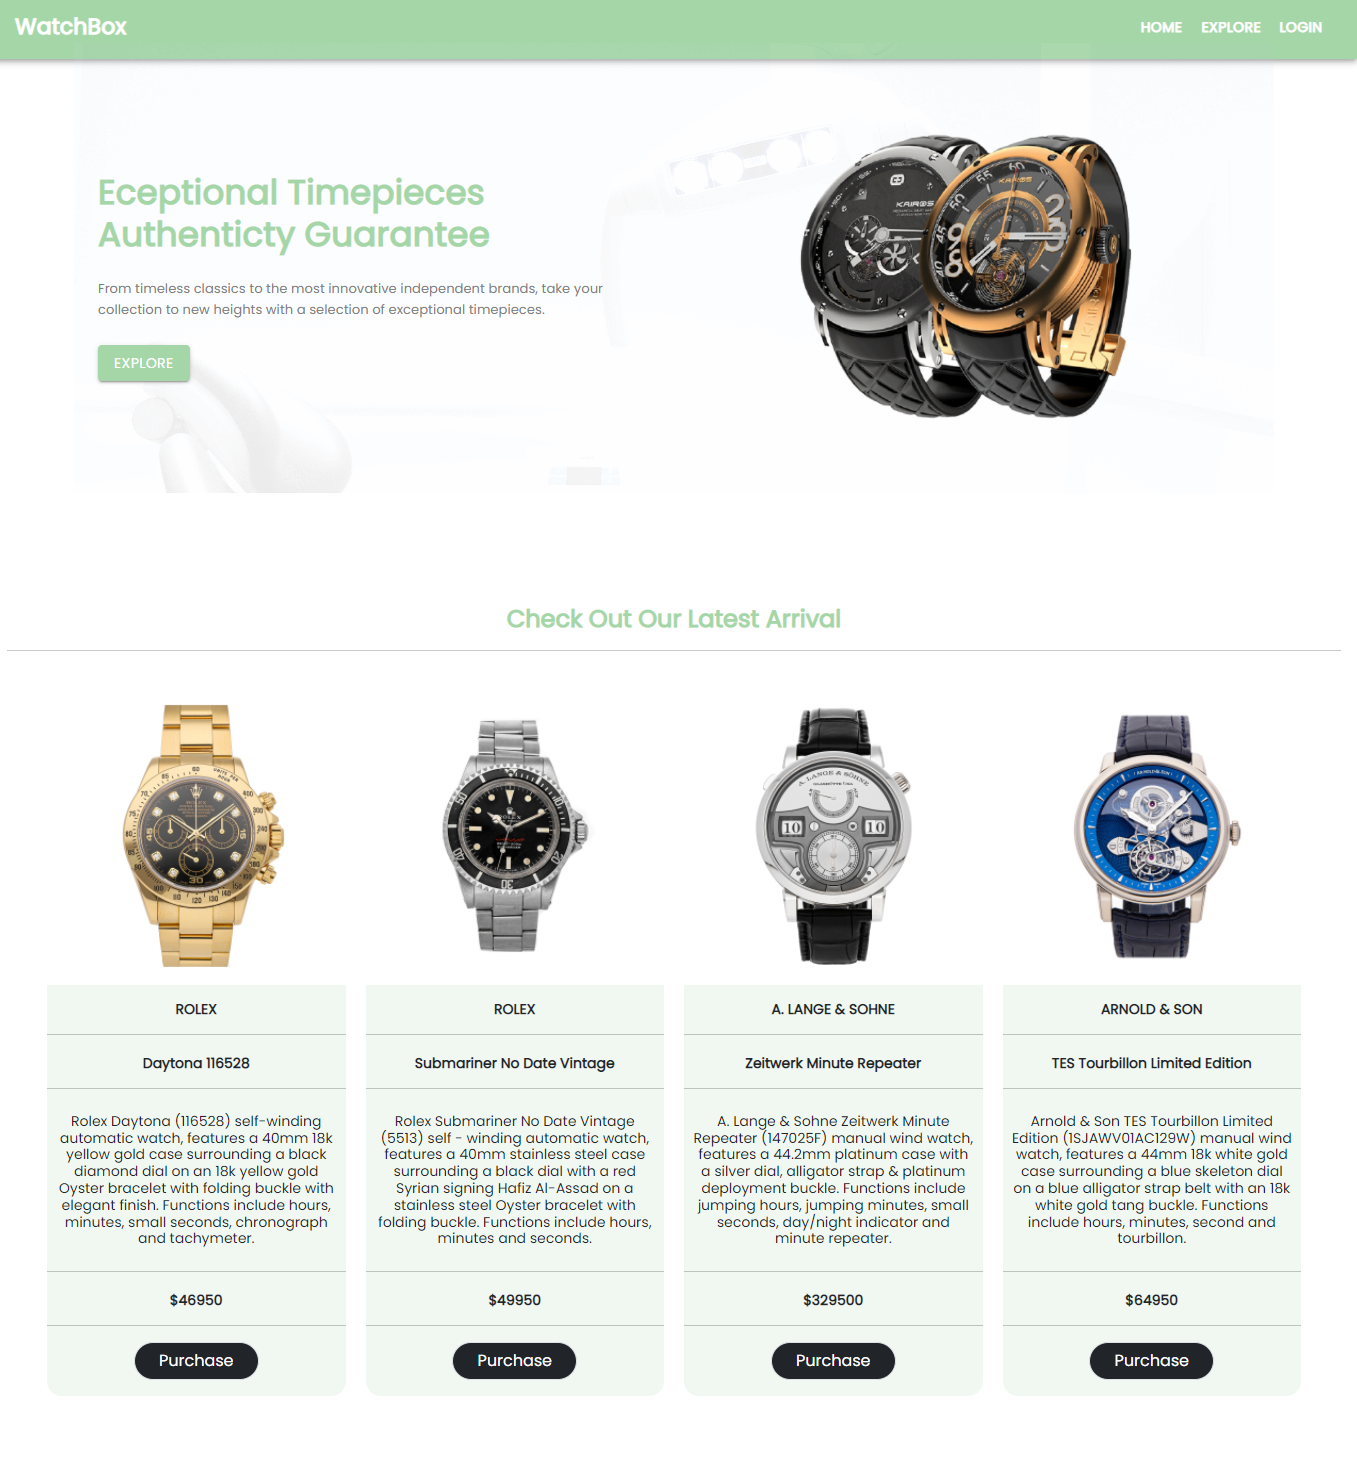 WatchBox
HOME EXPLORE LOGIN
Eceptional Timepieces
Authenticty Guarantee
From timeless classics to the most innovative independent brands, take your
collection to new heights with a selection of exceptional timepieces.
EXPLORE
KAIROS
KAIROS
KAIROS
Check Out Our Latest Arrival
ROLEX
ROLEX
A. LANGE & SÖHNE
ARNOLD & SON
ROLEX
Daytona 116528
Rolex Daytona (116528) self-winding
automatic watch, features a 40mm 18k
yellow gold case surrounding a black
diamond dial on an 18k yellow gold
Oyster bracelet with folding buckle with
elegant finish. Functions include hours,
minutes, small seconds, chronograph
and tachymeter.
$46950
Purchase
ROLEX
Submariner No Date Vintage
Rolex Submariner No Date Vintage
(5513) self - winding automatic watch,
features a 40mm stainless steel case
surrounding a black dial with a red
Syrian signing Hafiz Al-Assad on a
stainless steel Oyster bracelet with
folding buckle. Functions include hours,
minutes and seconds.
$49950
Purchase
A. LANGE & SOHNE
Zeitwerk Minute Repeater
A. Lange & Sohne Zeitwerk Minute
Repeater (147025F) manual wind watch,
features a 44.2mm platinum case with
a silver dial, alligator strap & platinum
deployment buckle. Functions include
jumping hours, jumping minutes, small
seconds, day/night indicator and
minute repeater.
$329500
Purchase
ARNOLD & SON
TES Tourbillon Limited Edition
Arnold & Son TES Tourbillon Limited
Edition (1SJAWV01AC129W) manual wind
watch, features a 44mm 18k white gold
case surrounding a blue skeleton dial
on a blue alligator strap belt with an 18k
white gold tang buckle. Functions
include hours, minutes, second and
tourbillon.
$64950
Purchase